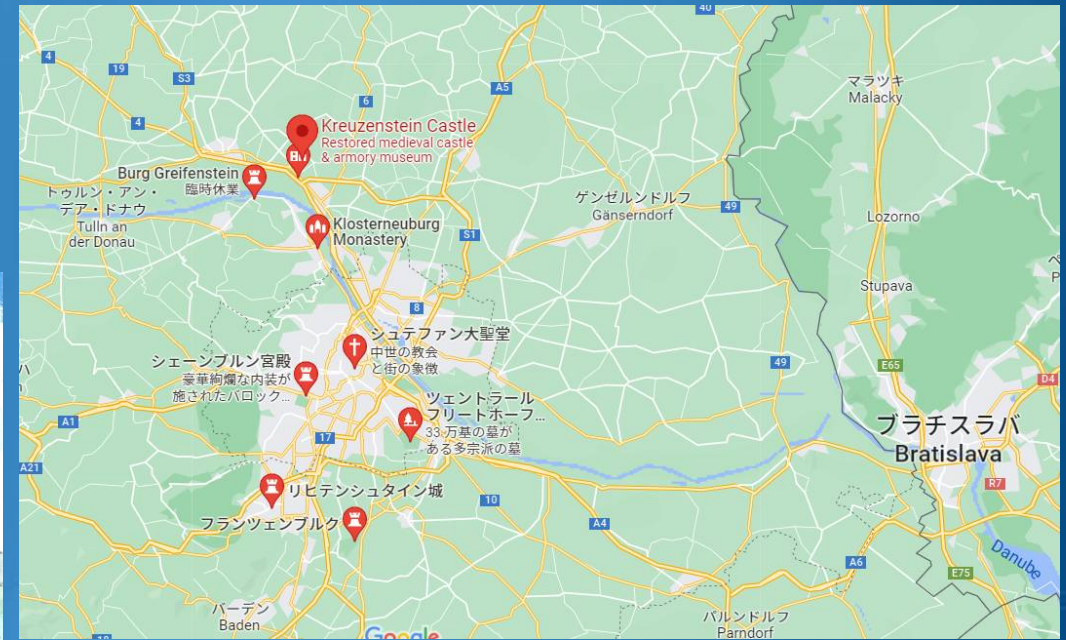 40
4
19
S3
A5
マラツキ
Malacky
6
4
Kreuzenstein Castle
Restored medieval castle
& armory museum
Burg Greifenstein
臨時休業
トゥルン・アン・
デア・ドナウ
Tulln an
der Donau
ゲンゼルンドルフ
Gänserndorf
49
Lozorno
Klosterneuburg
Monastery
S1
Stupava
8
シュテファン大聖堂
中世の教会
と街の象徴
シェーンブルン宮殿
豪華絢爛な内装が
施されたバロック...
49
E65
D4
ツェントラール
フリートホーフ...
33 万基の墓が
ある多宗派の墓
A1
17
ブラチスラバ
Bratislava
A21
R7
リヒテンシュタイン城
10
フランツェンブルク
A4
A6
Danube
E75
バーデン
Baden
パルンドルフ
Parndorf
Google